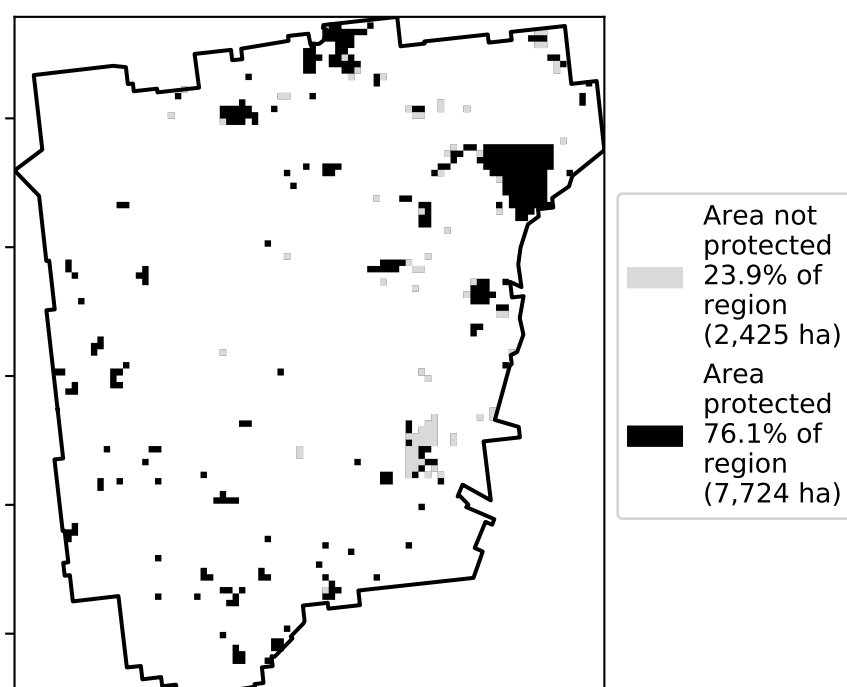 Area not
protected
23.9% of
region
(2,425 ha)
Area
protected
76.1% of
region
(7,724 ha)